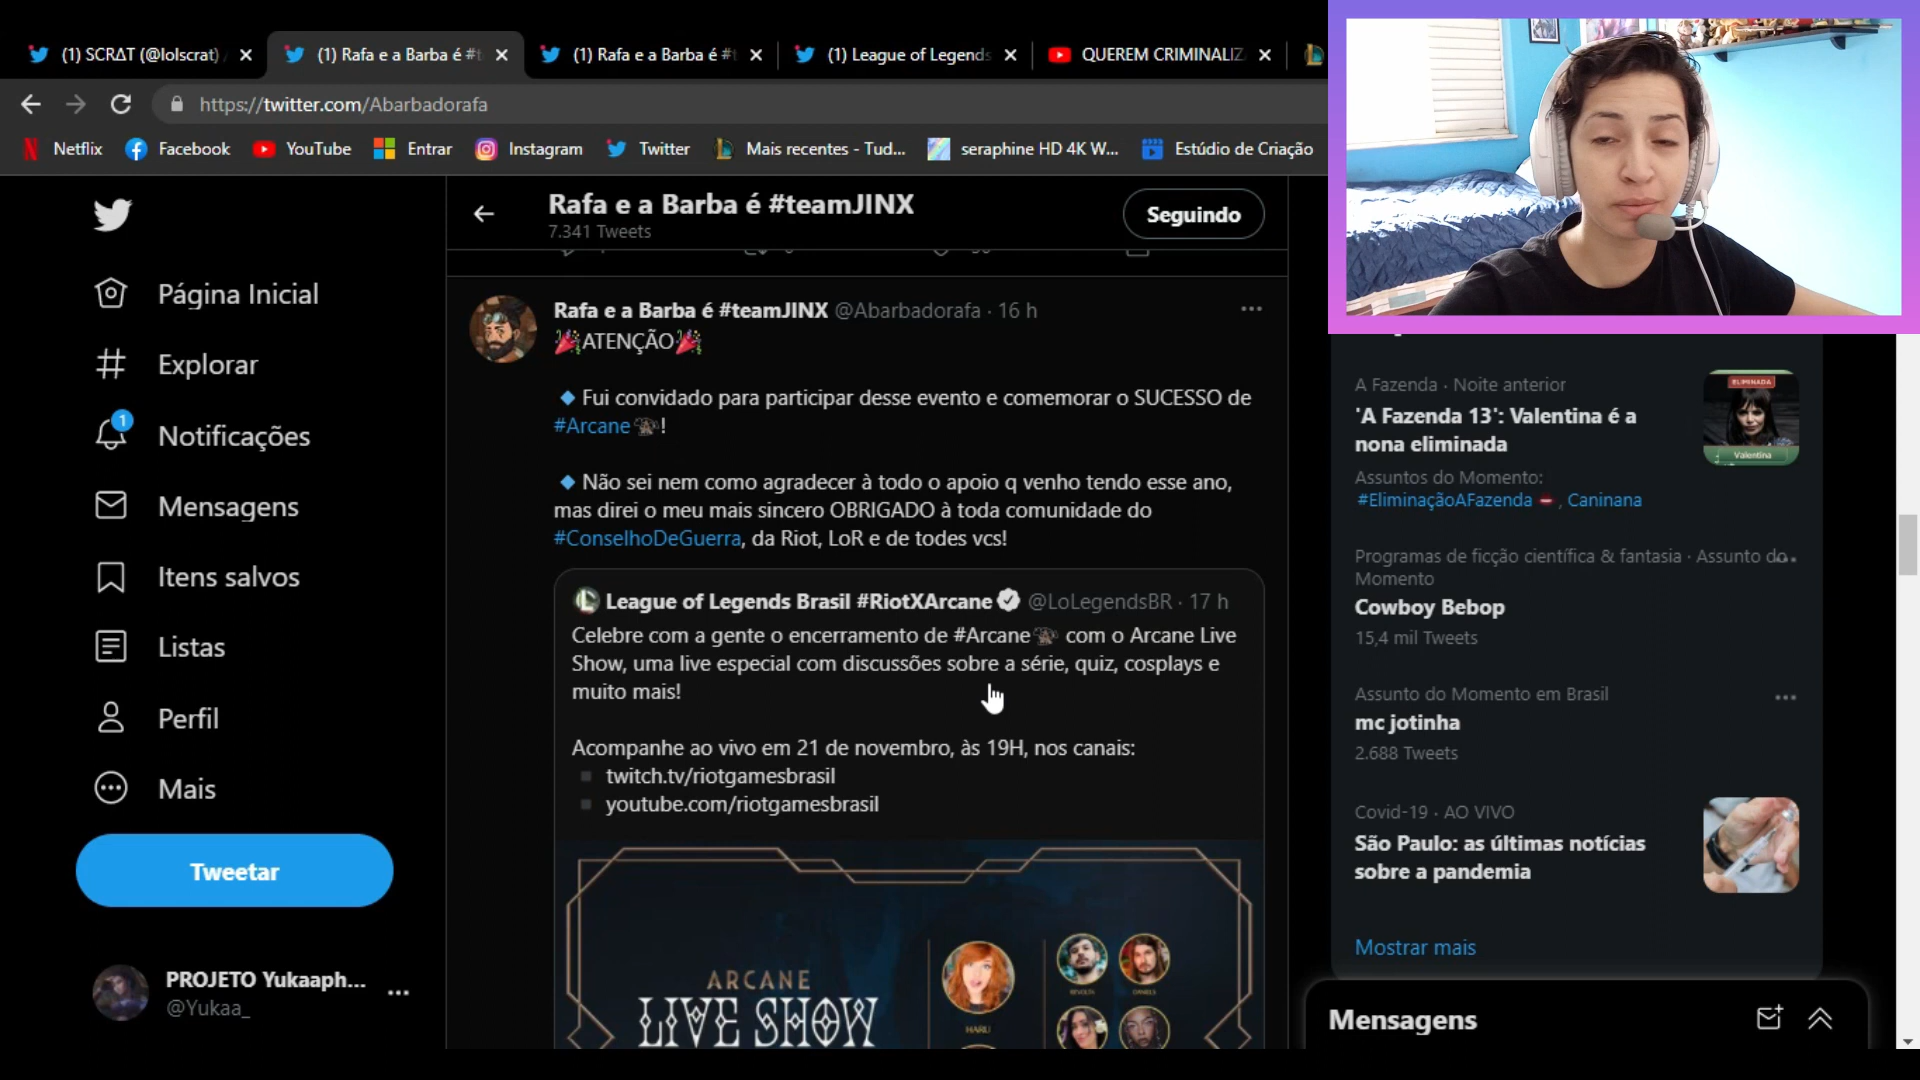 (1) SCRΔT (@lolscrat)
(1) Rafa e a Barba é #t
(1) Rafa e a Barba é #t
(1) League of Legends
QUEREM CRIMINALIZ
https://twitter.com/Abarbadorafa
Netflix
Facebook
YouTube
Entrar
Instagram
Twitter
Mais recentes - Tud...
seraphine HD 4K W...
Estúdio de Criação
Página Inicial
Explorar
1
Notificações
Mensagens
Itens salvos
Listas
Perfil
Mais
Tweetar
PROJETO Yukaaph...
@Yukaa_
Rafa e a Barba é #teamJINX
7.341 Tweets
Seguindo
Rafa e a Barba é #teamJINX @Abarbadorafa · 16 h
🎉ATENÇÃO🎉
🔹Fui convidado para participar desse evento e comemorar o SUCESSO de
#Arcane !
🔹Não sei nem como agradecer à todo o apoio q venho tendo esse ano,
mas direi o meu mais sincero OBRIGADO à toda comunidade do
#ConselhoDeGuerra, da Riot, LoR e de todes vcs!
League of Legends Brasil #RiotXArcane @LoLegendsBR · 17 h
Celebre com a gente o encerramento de #Arcane com o Arcane Live
Show, uma live especial com discussões sobre a série, quiz, cosplays e
muito mais!
Acompanhe ao vivo em 21 de novembro, às 19H, nos canais:
▪ twitch.tv/riotgamesbrasil
▪ youtube.com/riotgamesbrasil
ARCANE
LIVE SHOW
HARU
REVOLTA
DANIELS
A Fazenda · Noite anterior
'A Fazenda 13': Valentina é a
nona eliminada
Assuntos do Momento:
#EliminaçãoAFazenda , Caninana
ELIMINADA
Valentina
Programas de ficção científica & fantasia · Assunto do
Momento
Cowboy Bebop
15,4 mil Tweets
Assunto do Momento em Brasil
mc jotinha
2.688 Tweets
Covid-19 · AO VIVO
São Paulo: as últimas notícias
sobre a pandemia
Mostrar mais
Mensagens